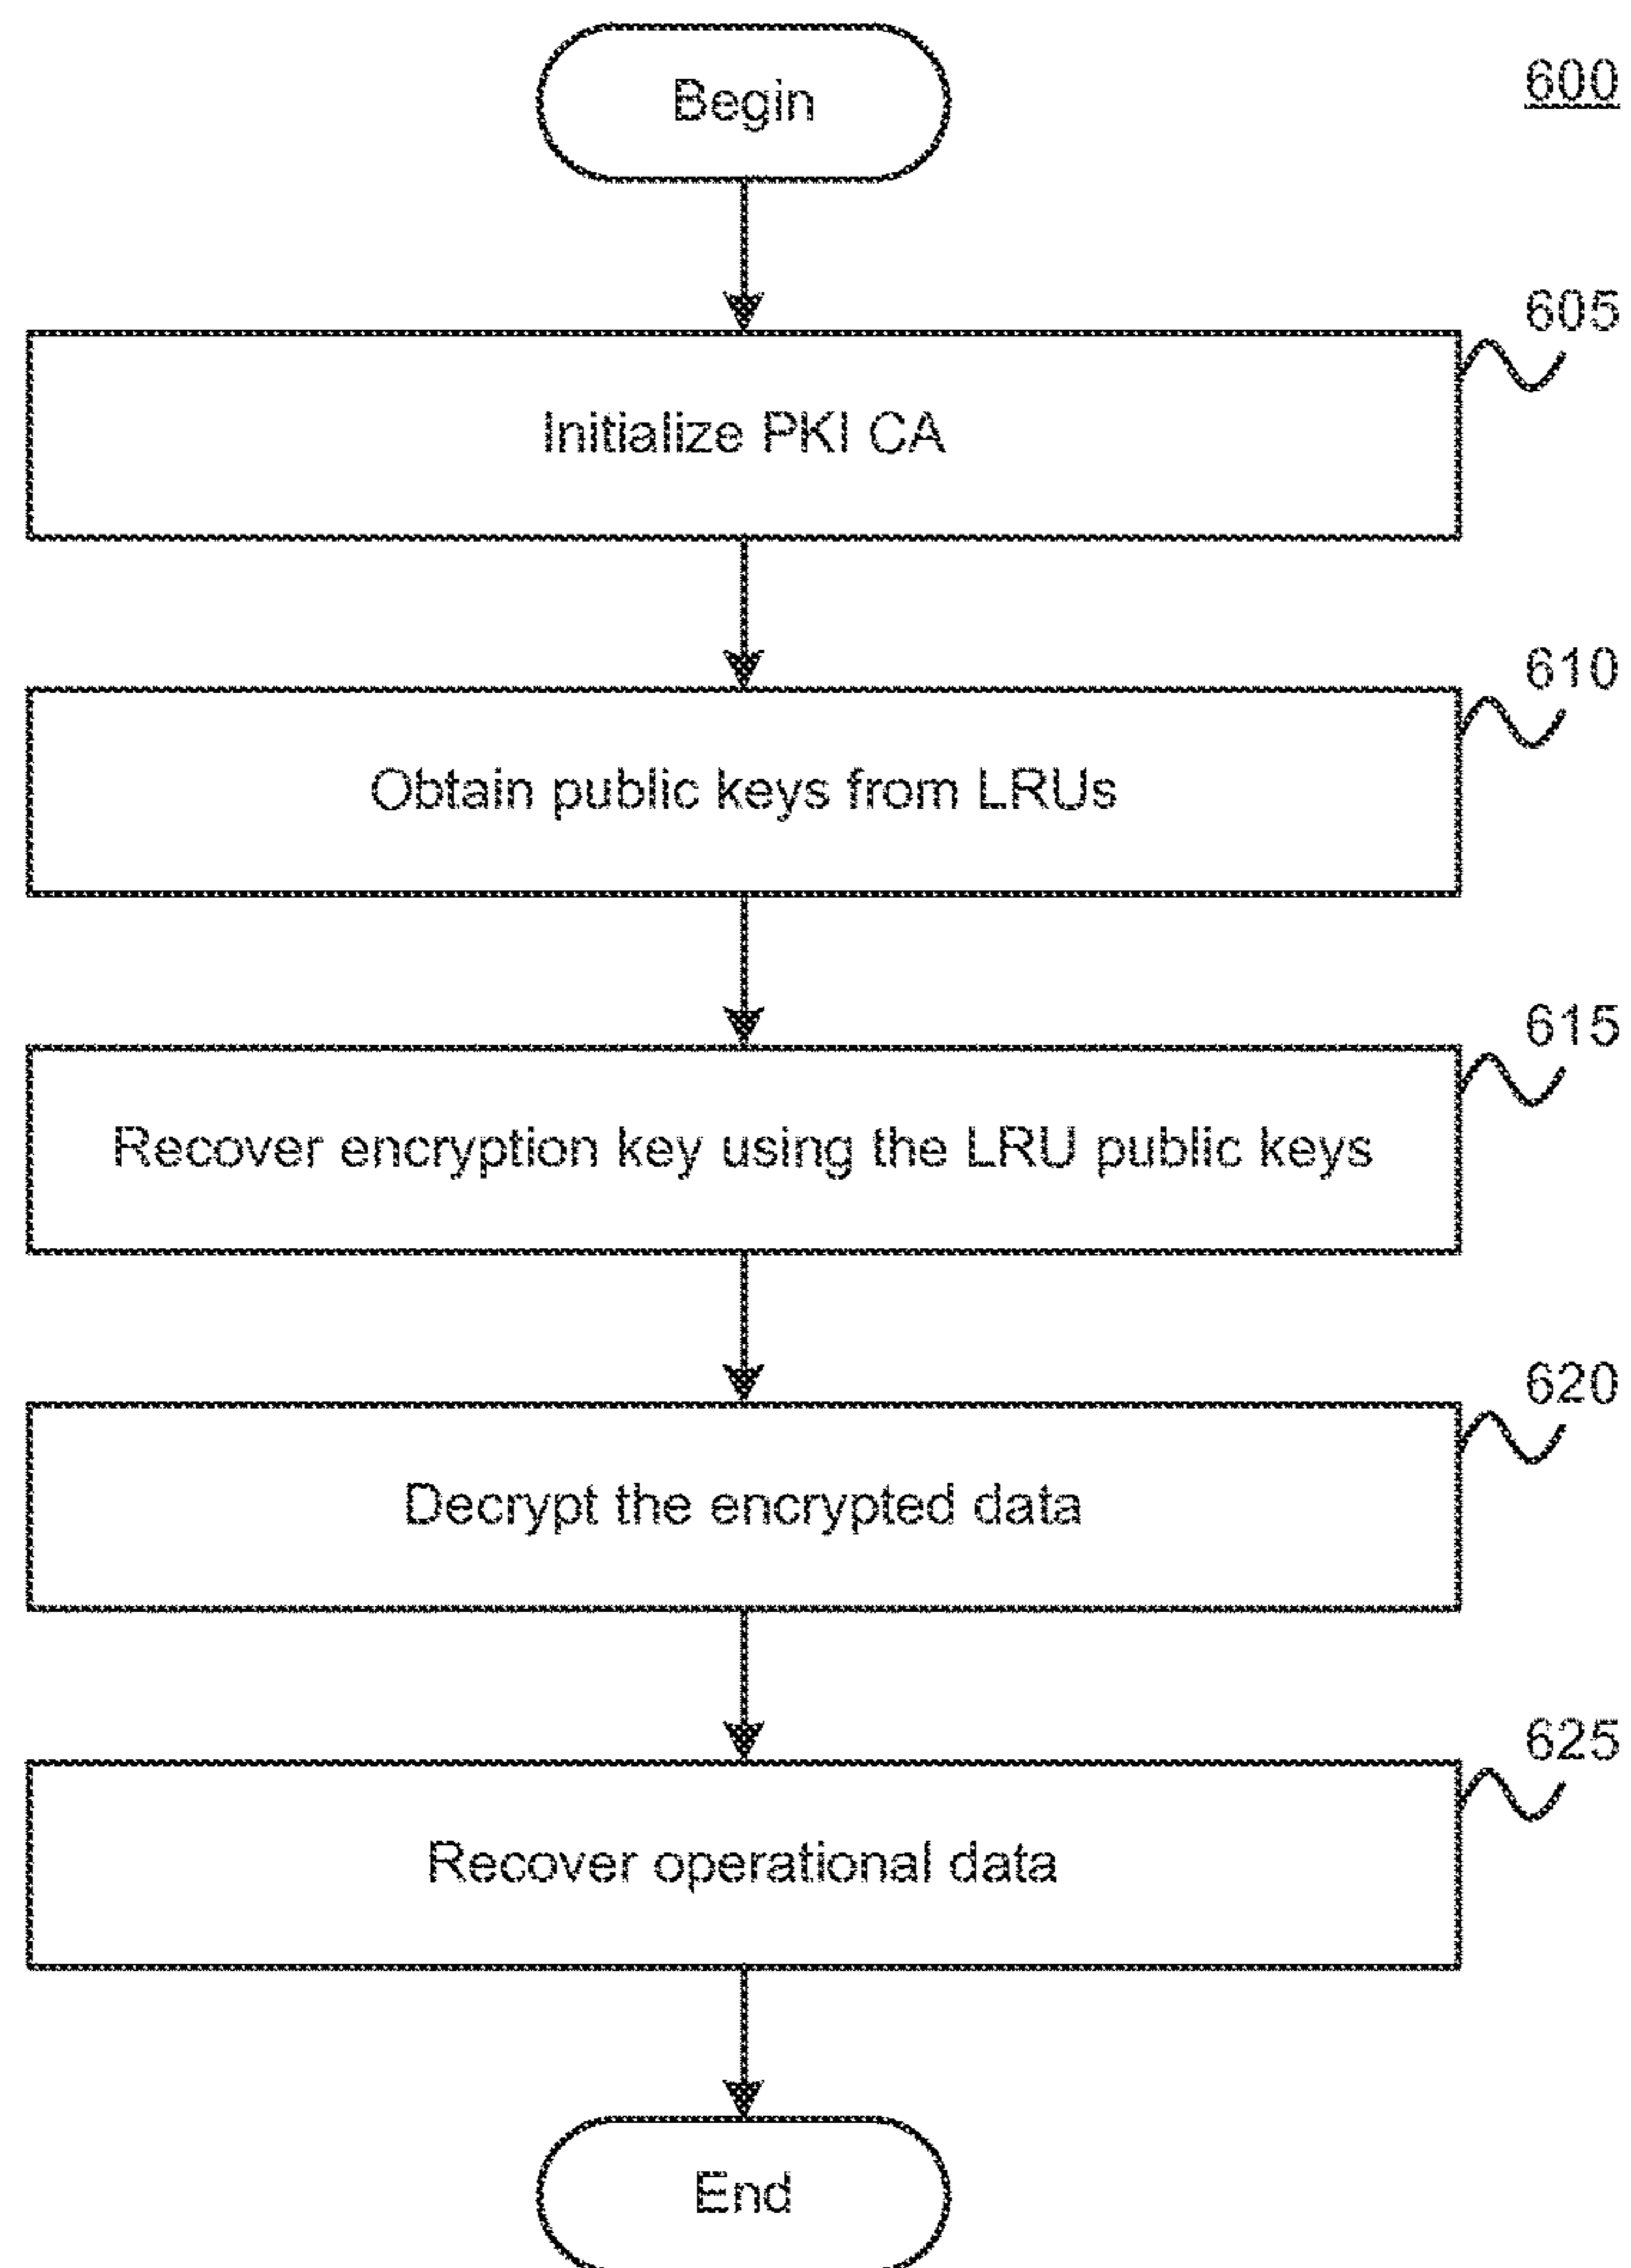 Begin
600
605
Initialize PKI CA
610
Obtain public keys from LRUs
615
Recover encryption key using the LRU public keys
620
Decrypt the encrypted data
625
Recover operational data
End